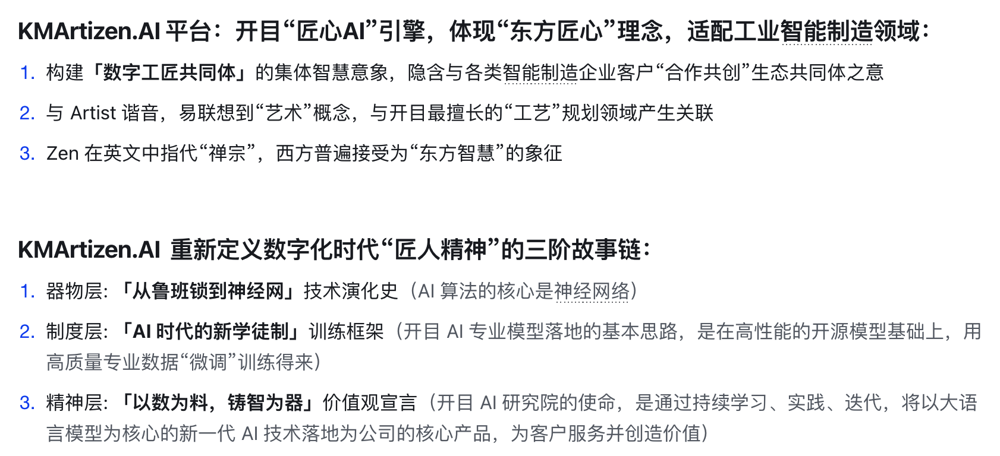 KMArtizen.AI 平台：开目“匠心AI”引擎，体现“东方匠心”理念，适配工业智能制造领域：
1. 构建「数字工匠共同体」的集体智慧意象，隐含与各类智能制造企业客户“合作共创”生态共同体之意
2. 与 Artist 谐音，易联想到“艺术”概念，与开目最擅长的“工艺”规划领域产生关联
3. Zen 在英文中指代“禅宗”，西方普遍接受为“东方智慧”的象征
KMArtizen.AI 重新定义数字化时代“匠人精神”的三阶故事链：
1. 器物层：「从鲁班锁到神经网」技术演化史（AI 算法的核心是神经网络）
2. 制度层：「AI 时代的新学徒制」训练框架（开目 AI 专业模型落地的基本思路，是在高性能的开源模型基础上，用
高质量专业数据“微调”训练得来）
3. 精神层：「以数为料，铸智为器」价值观宣言（开目 AI 研究院的使命，是通过持续学习、实践、迭代，将以大语
言模型为核心的新一代 AI 技术落地为公司的核心产品，为客户服务并创造价值）